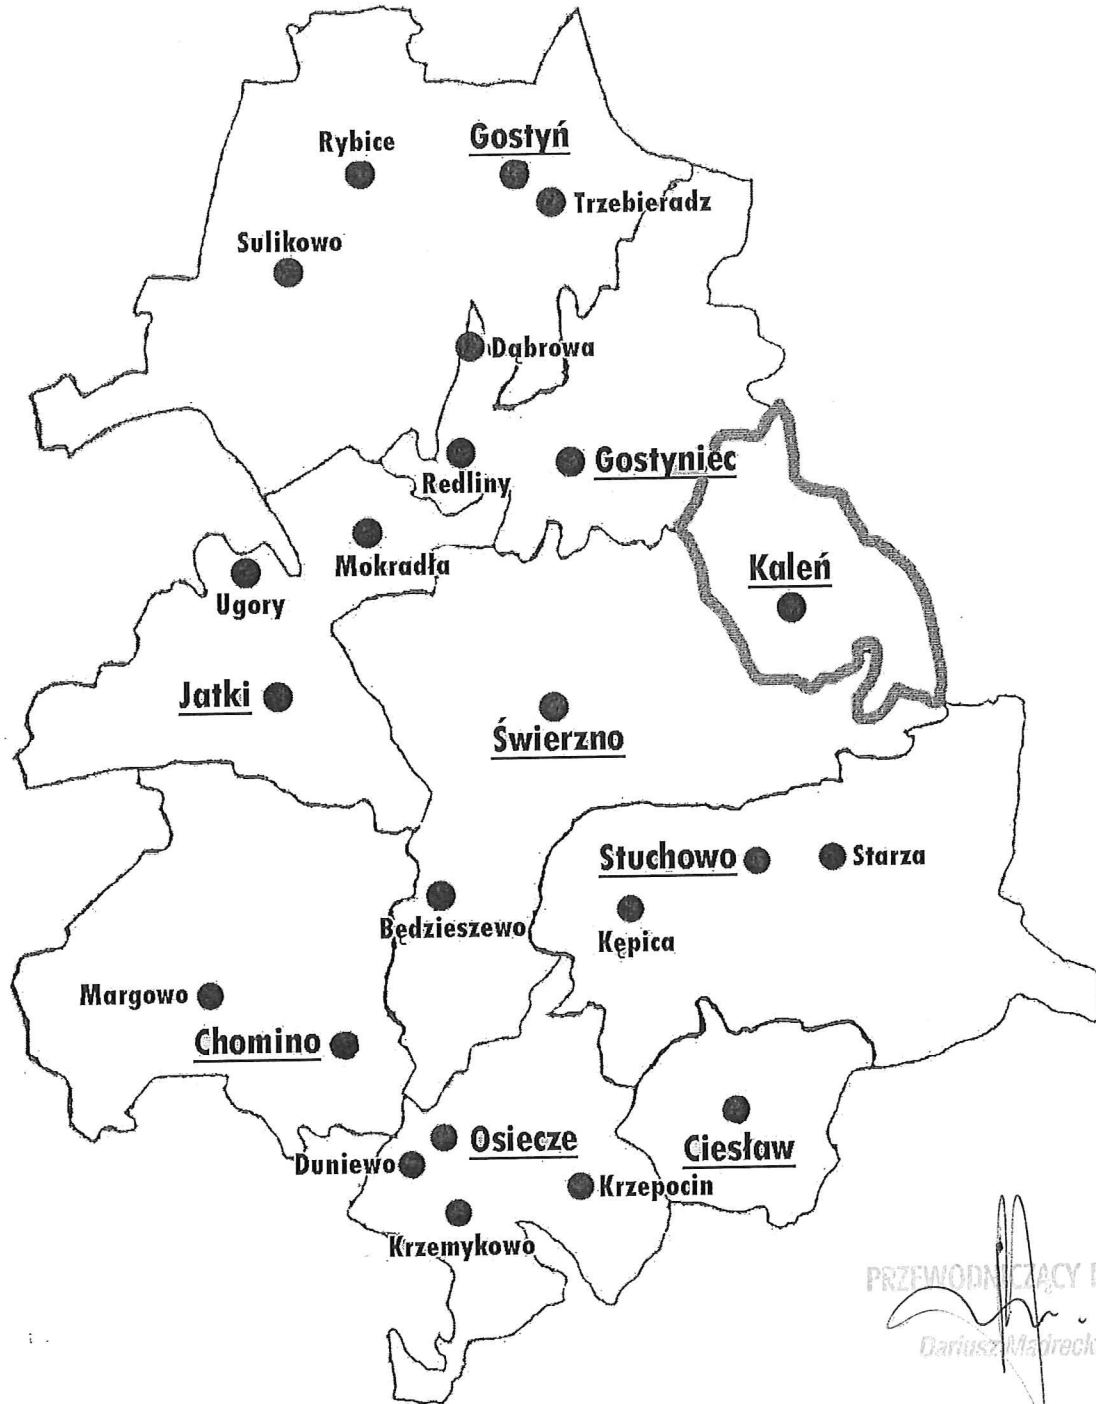 Rybice
Gostyń
Trzebieradz
Sulikowo
Dąbrowa
Redliny
Gostyniec
Mokradła
Ugory
Kaleń
Jatki
Świerzno
Stuchowo
Starza
Będzieszewo
Kępica
Margowo
Chomino
Osiecze
Ciesław
Duniewo
Krzepocin
Krzemykowo
PRZEWODNICZĄCY
Dariusz